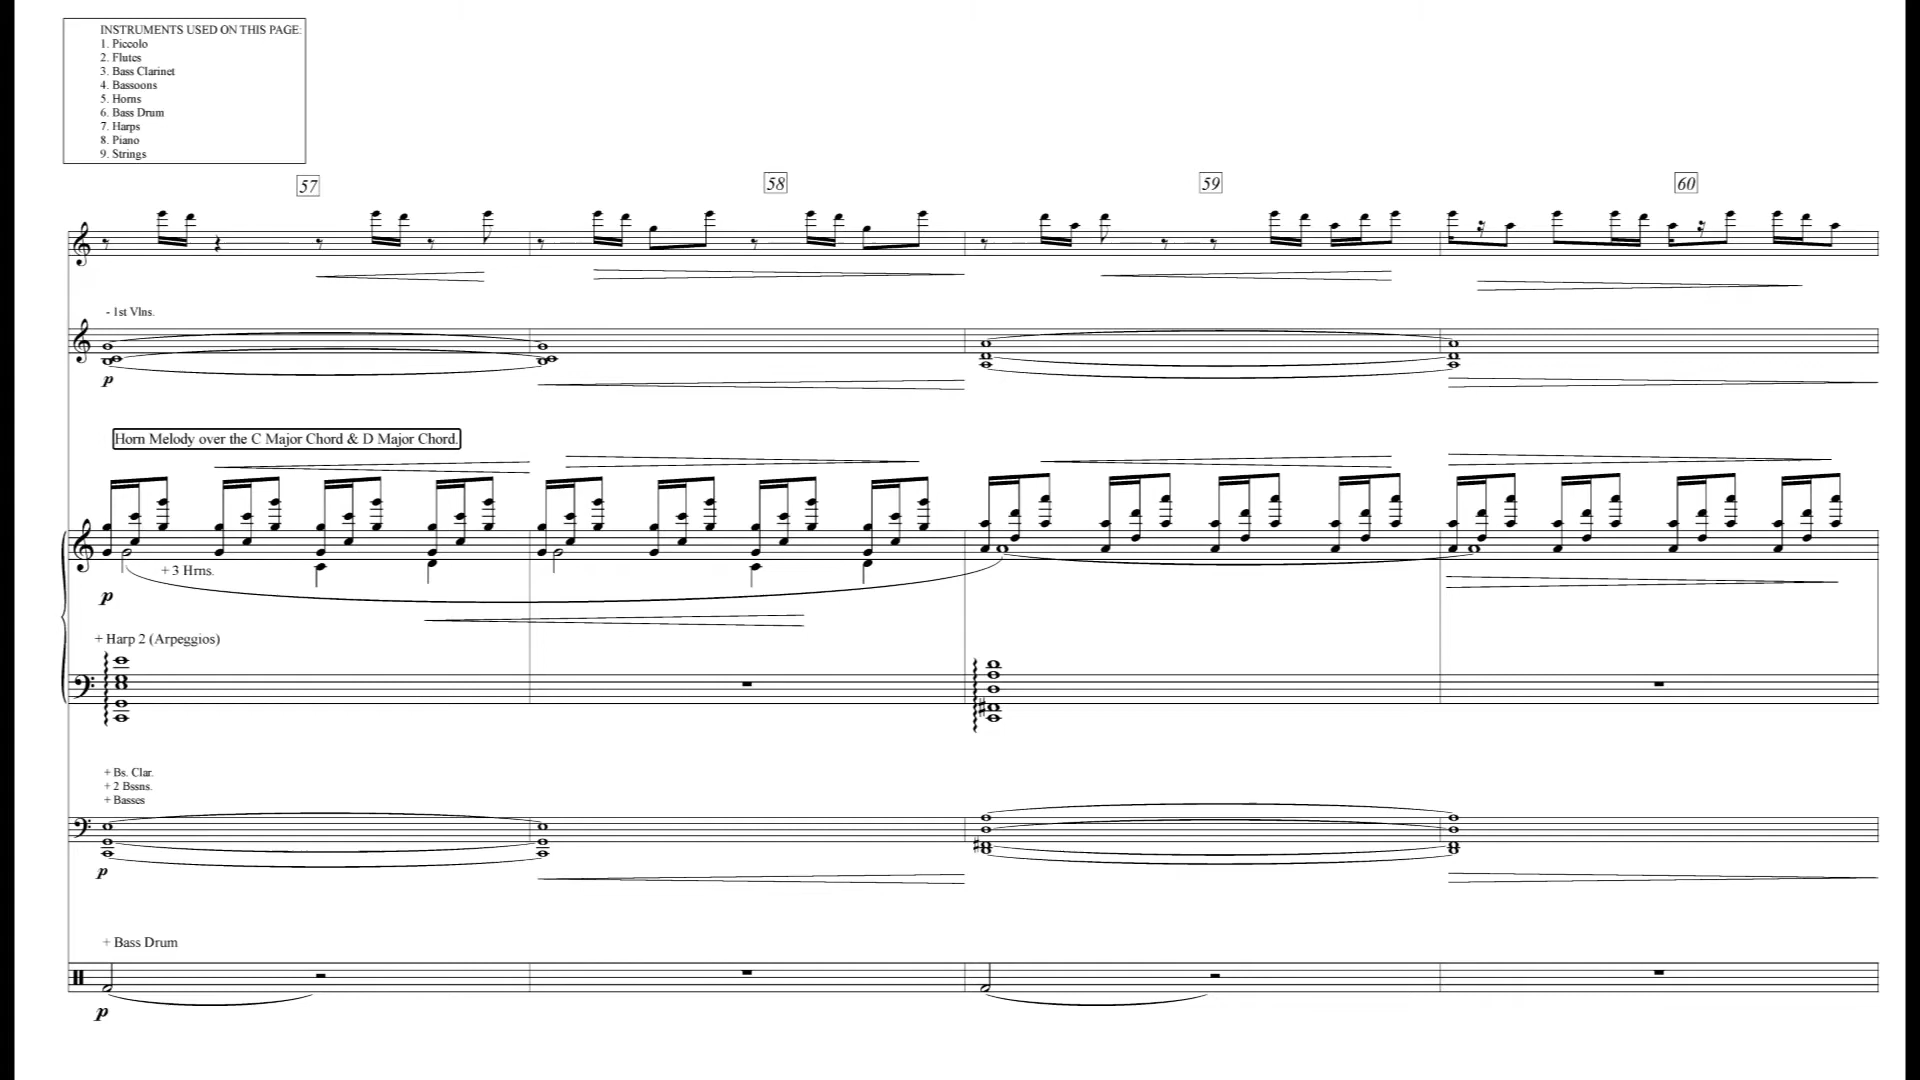 INSTRUMENTS USED ON THIS PAGE:
1. Piccolo
2. Flutes
3. Bass Clarinet
4. Bassoons
5. Horns
6. Bass Drum
7. Harps
8. Piano
9. Strings
57
58
59
60
- 1st Vlns.
p
Horn Melody over the C Major Chord & D Major Chord.
+ 3 Hrns.
p
+ Harp 2 (Arpeggios)
+ Bs. Clar.
+ 2 Bssns.
+ Basses
p
+ Bass Drum
p